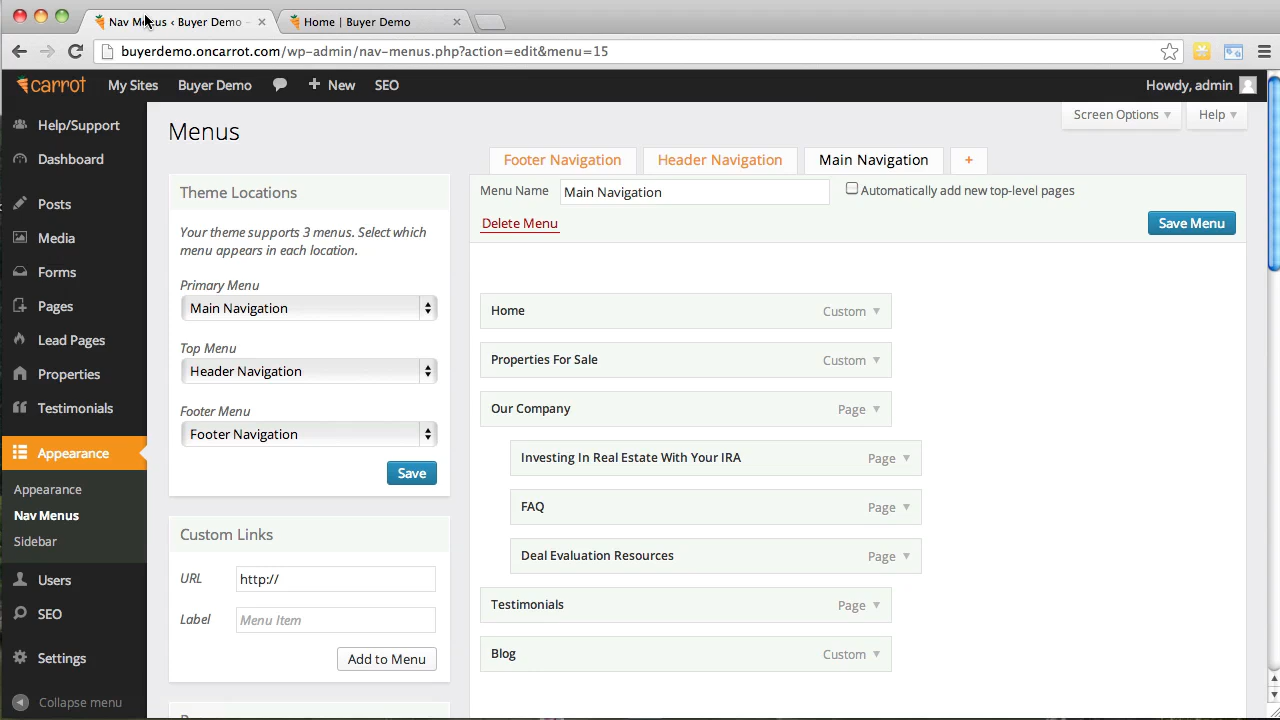 Nav Menus ‹ Buyer Demo –
Home | Buyer Demo
buyerdemo.oncarrot.com/wp-admin/nav-menus.php?action=edit&menu=15
carrot
My Sites
Buyer Demo
+ New
SEO
Howdy, admin
Help/Support
Dashboard
Posts
Media
Forms
Pages
Lead Pages
Properties
Testimonials
Appearance
Appearance
Nav Menus
Sidebar
Users
SEO
Settings
Collapse menu
Screen Options
Help
Menus
Theme Locations
Your theme supports 3 menus. Select which
menu appears in each location.
Primary Menu
Main Navigation
Top Menu
Header Navigation
Footer Menu
Footer Navigation
Save
Custom Links
URL
http://
Label
Menu Item
Add to Menu
Footer Navigation
Header Navigation
Main Navigation
+
Menu Name
Main Navigation
Automatically add new top-level pages
Delete Menu
Save Menu
Home Custom
Properties For Sale Custom
Our Company Page
Investing In Real Estate With Your IRA Page
FAQ Page
Deal Evaluation Resources Page
Testimonials Page
Blog Custom